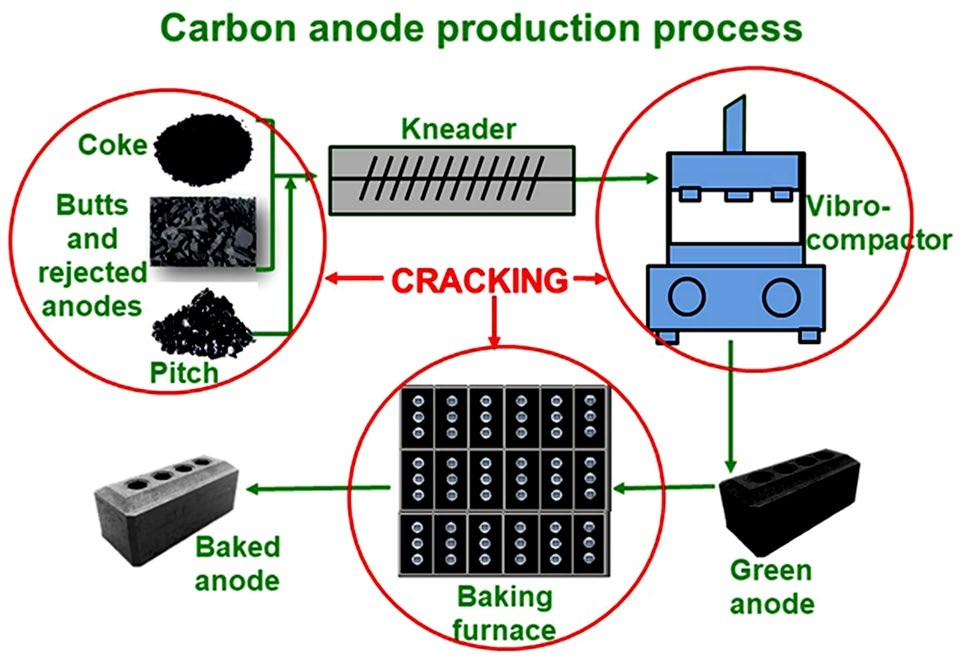 Carbon anode production process
Coke
Butts
and
rejected
anodes
Pitch
Kneader
Vibro-
compactor
CRACKING
Baked
anode
Baking
furnace
Green
anode